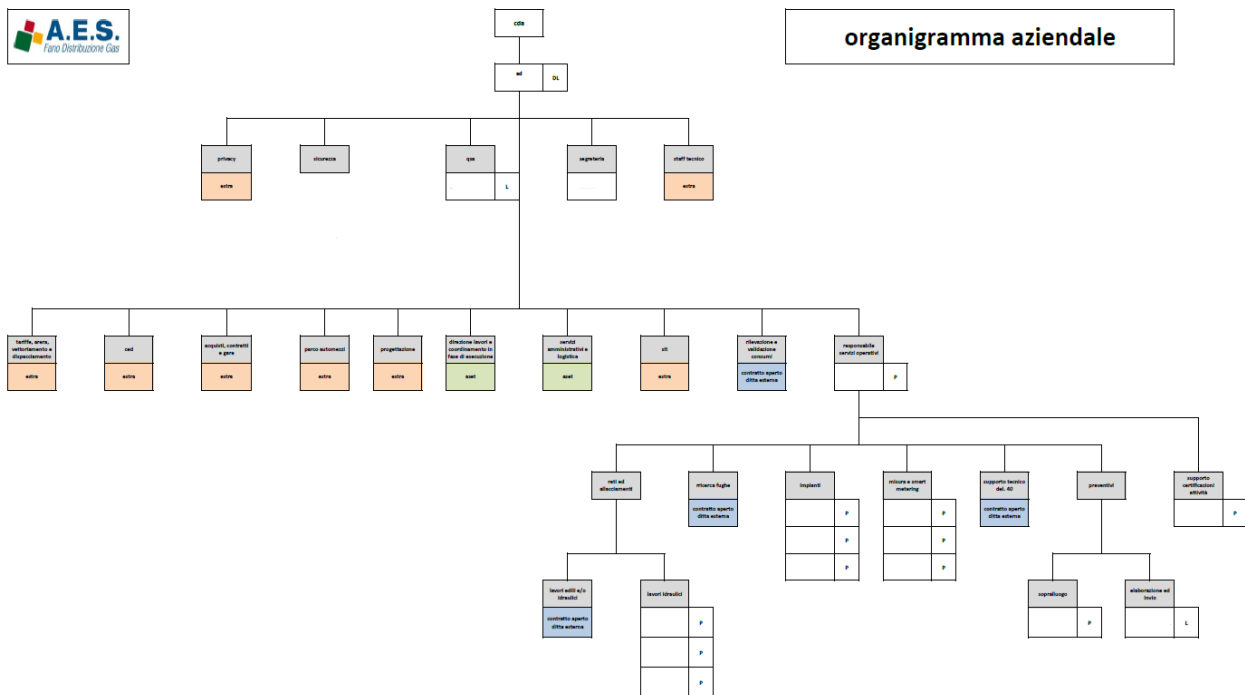 A.E.S.
Fano Distribuzione Gas
organigramma aziendale
cda
ad
DL
privacy
sicurezza
qsa
segreteria
staff tecnico
extra
L
extra
tariffe, arera,
vettoriamento e
dispacciamento
ced
acquisti, contratti
e gare
parco automezzi
progettazione
direzione lavori e
coordinamento in
fase di esecuzione
servizi
amministrativi e
logistica
sit
rilevazione e
validazione
consumi
responsabile
servizi operativi
extra
extra
extra
extra
extra
aset
aset
extra
contratto aperto
ditta esterna
P
reti ed
allacciamenti
ricerca fughe
impianti
misura e smart
metering
supporto tecnico
del. 40
preventivi
supporto
certificazioni
attività
contratto aperto
ditta esterna
P
P
P
P
P
P
contratto aperto
ditta esterna
P
lavori edili e/o
idraulici
lavori idraulici
sopralluogo
elaborazione ed
invio
contratto aperto
ditta esterna
P
P
P
P
L